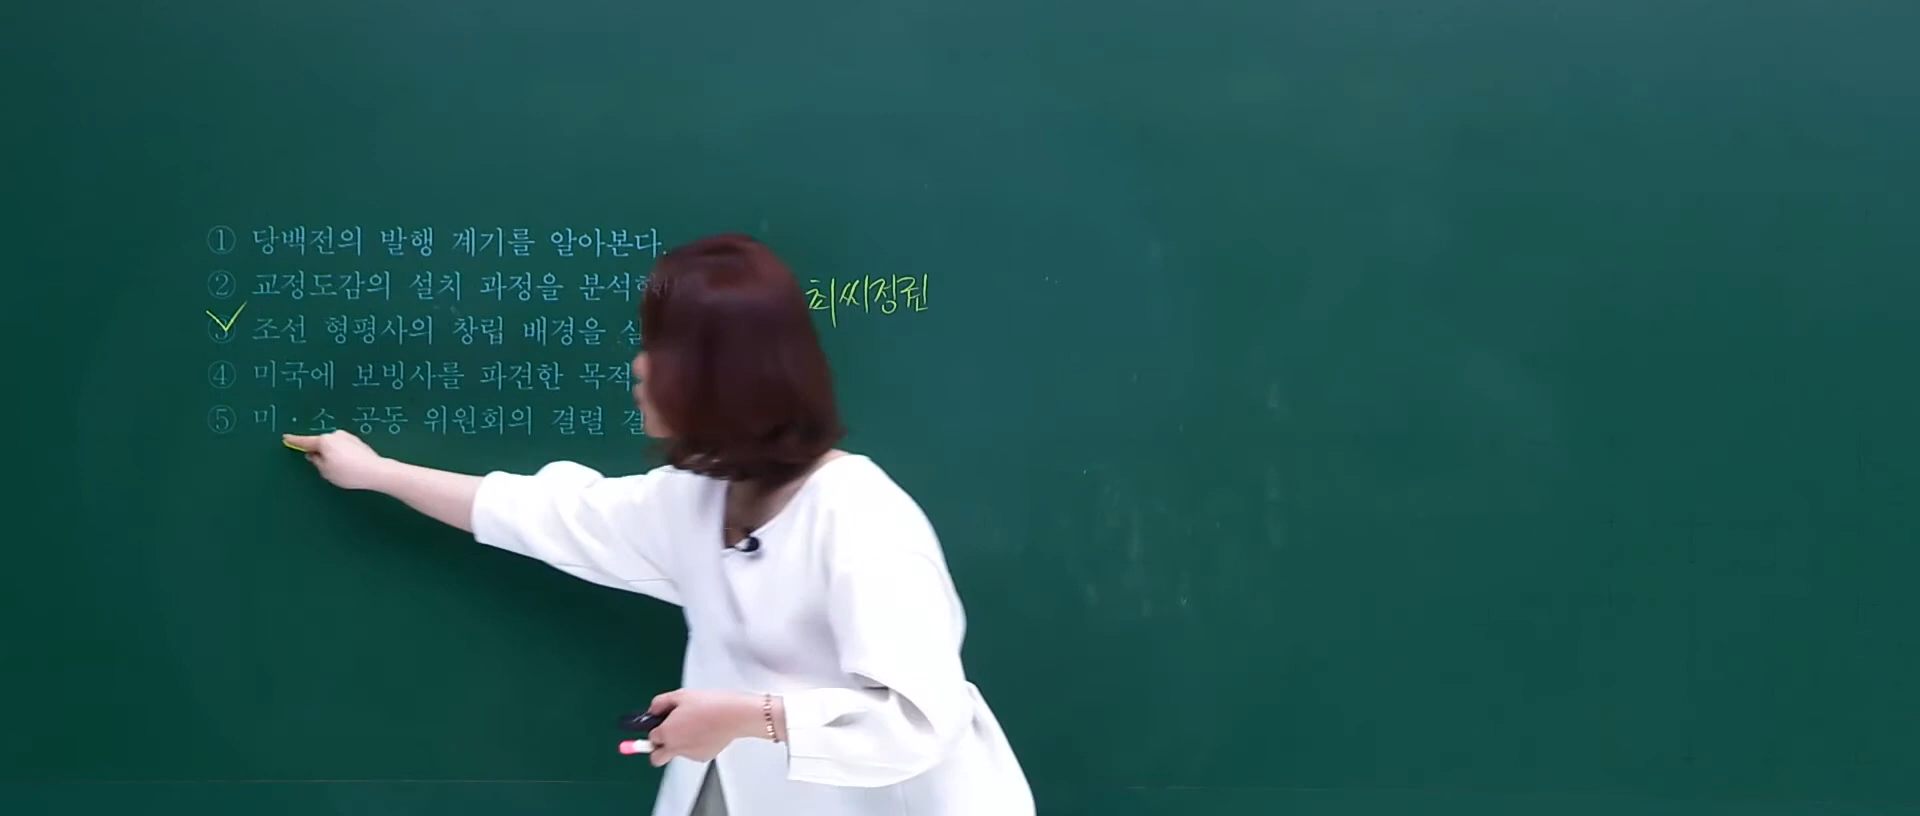 ① 당백전의 발행 계기를 알아본다.
② 교정도감의 설치 과정을 최씨정권
③ 조선 형평사의 창립 배경을
④ 미국에 보빙사를 파견한 목적
⑤ 미·소 공동 위원회의 결렬